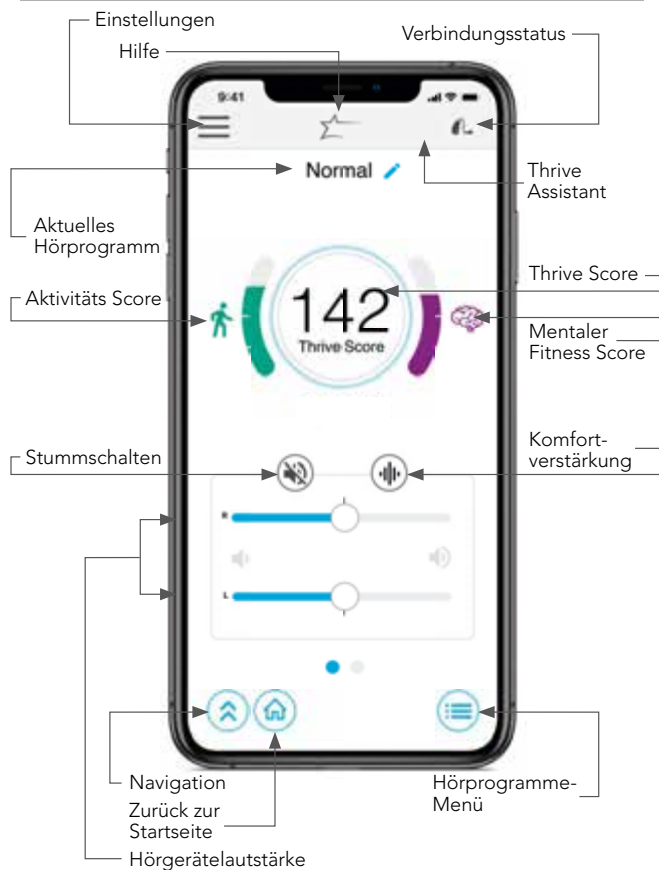 Einstellungen
Hilfe
Verbindungsstatus
9:41
Normal
Thrive
Assistant
Aktuelles
Hörprogramm
Thrive Score
Aktivitäts Score
142
Thrive Score
Mentaler
Fitness Score
Komfort-
verstärkung
Stummschalten
R
L
Navigation
Zurück zur
Startseite
Hörprogramme-
Menü
Hörgerätelautstärke